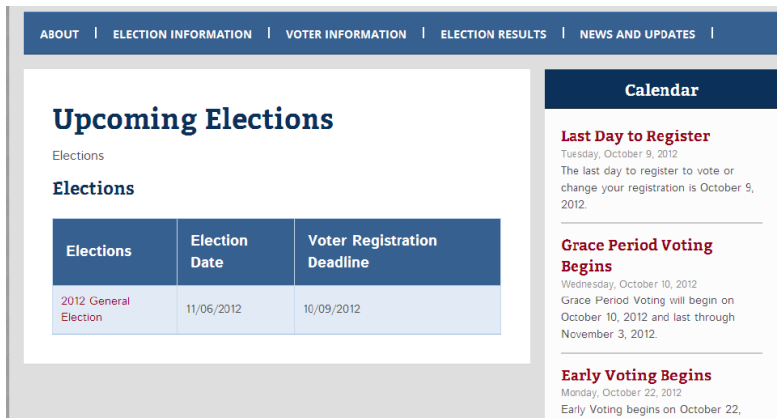 ABOUT | ELECTION INFORMATION | VOTER INFORMATION | ELECTION RESULTS | NEWS AND UPDATES |
Upcoming Elections
Elections
Elections
Elections
Election
Date
Voter Registration
Deadline
2012 General
Election
11/06/2012
10/09/2012
Calendar
Last Day to Register
Tuesday, October 9, 2012
The last day to register to vote or
change your registration is October 9,
2012.
Grace Period Voting
Begins
Wednesday, October 10, 2012
Grace Period Voting will begin on
October 10, 2012 and last through
November 3, 2012.
Early Voting Begins
Monday, October 22, 2012
Early Voting begins on October 22,